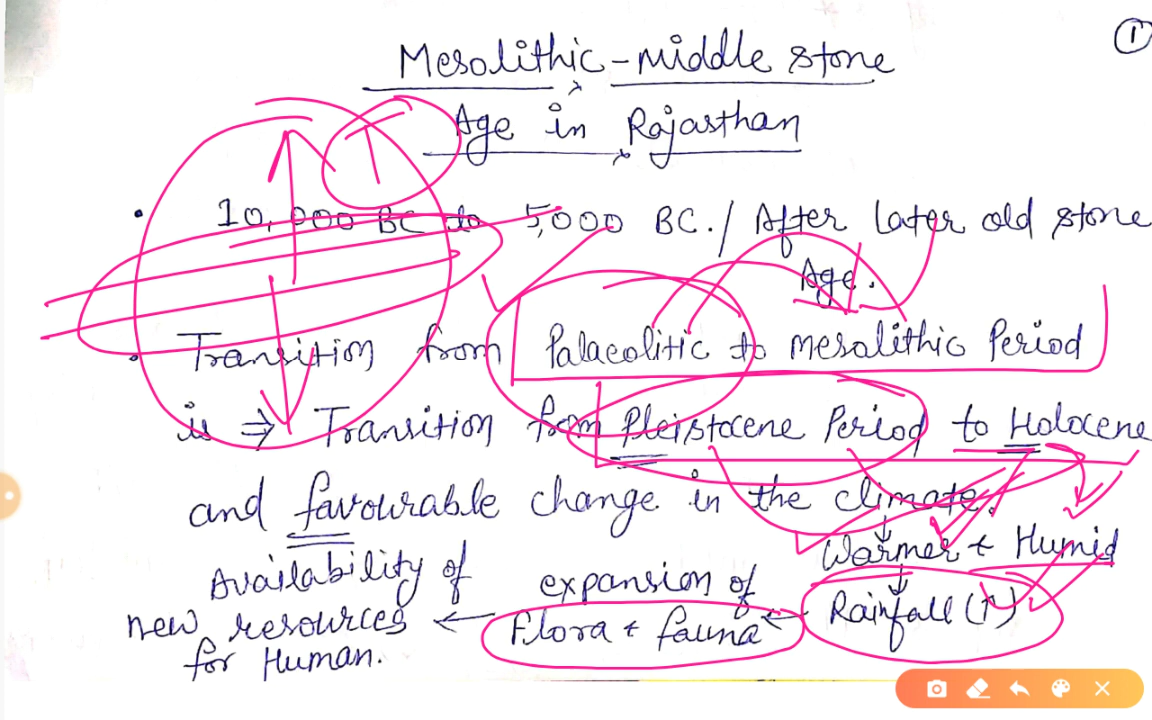 ①
Mesolithic - middle stone
Age in Rajasthan
• 10,000 BC to 5,000 BC. / After Later old stone
Age.
• Transition from Palaeolitic to mesolithic Period
is ⇒ Transition from Pleistocene Period to Holocene
and favourable change in the climate.
↓
Warmer + Humid
↓
Availability of expansion of Rainfall (↑)
new resources ← Flora + fauna ←
for Human.